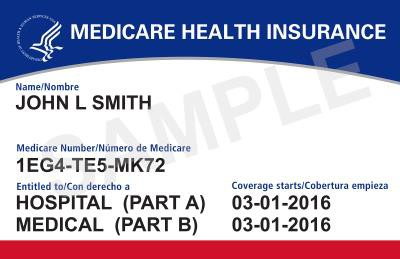 MEDICARE HEALTH INSURANCE
Name/Nombre
JOHN L SMITH
Medicare Number/Número de Medicare
1EG4-TE5-MK72
Entitled to/Con derecho a Coverage starts/Cobertura empieza
HOSPITAL (PART A) 03-01-2016
MEDICAL (PART B) 03-01-2016
SAMPLE